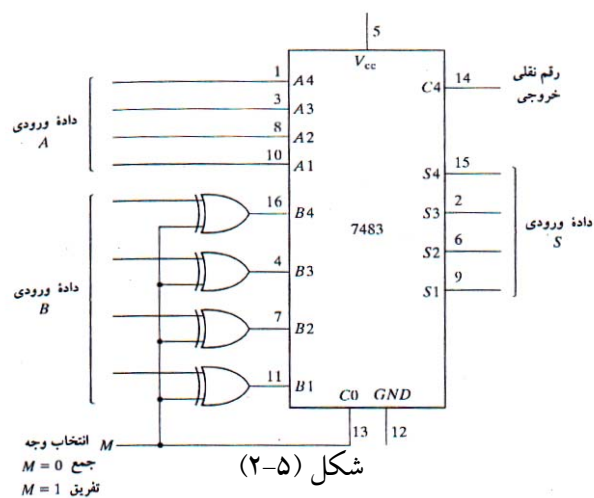 5
Vcc
1 A4
C4 14
رقم نقلی
خروجی
3 A3
دادهٔ ورودی
A
8 A2
10 A1
S4 15
16 B4
S3 2
7483
دادهٔ ورودی
S
4 B3
S2 6
دادهٔ ورودی
B
S1 9
7 B2
11 B1
C0 GND
انتخاب وجه M
13 12
جمع M = 0
تفریق M = 1
شکل (۵-۲)